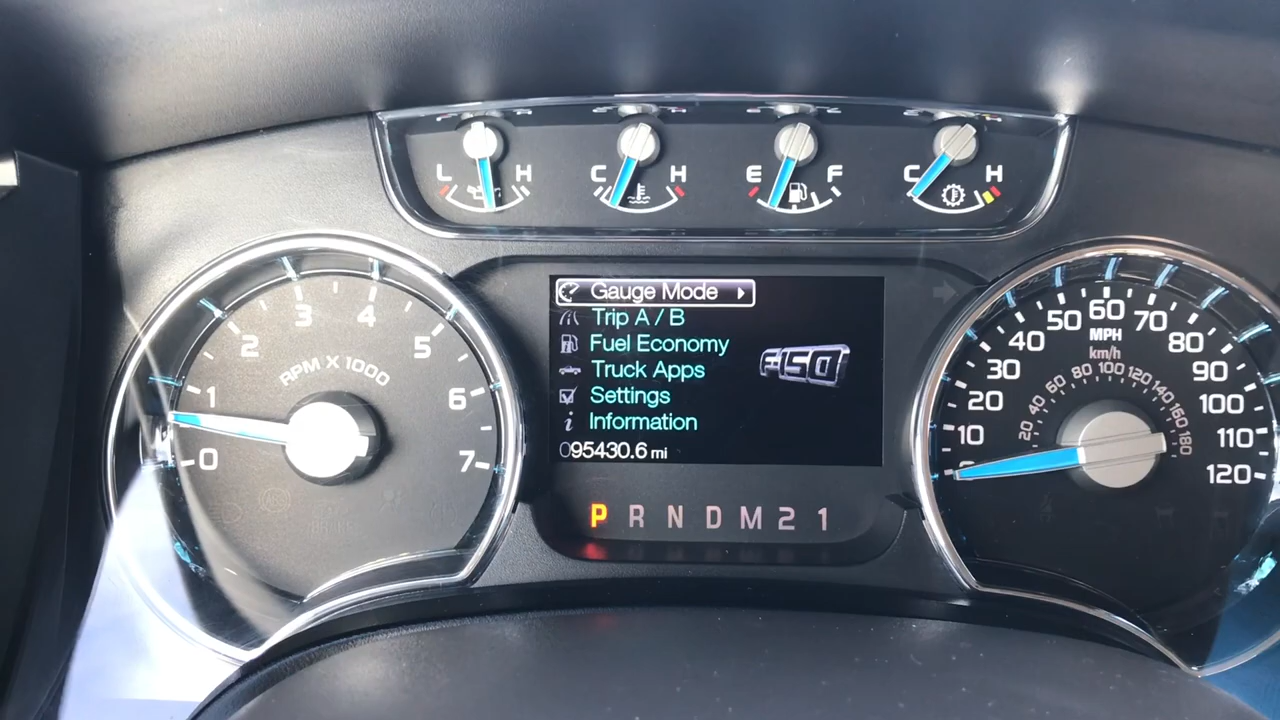 L H
C H
E F
C H
0
1
2
3
4
5
6
7
RPM X 1000
Gauge Mode
Trip A / B
Fuel Economy
Truck Apps
Settings
Information
095430.6 mi
F-150
P R N D M 2 1
10
20
30
40
50
60
70
80
90
100
110
120
MPH
km/h
20
40
60
80
100
120
140
160
180